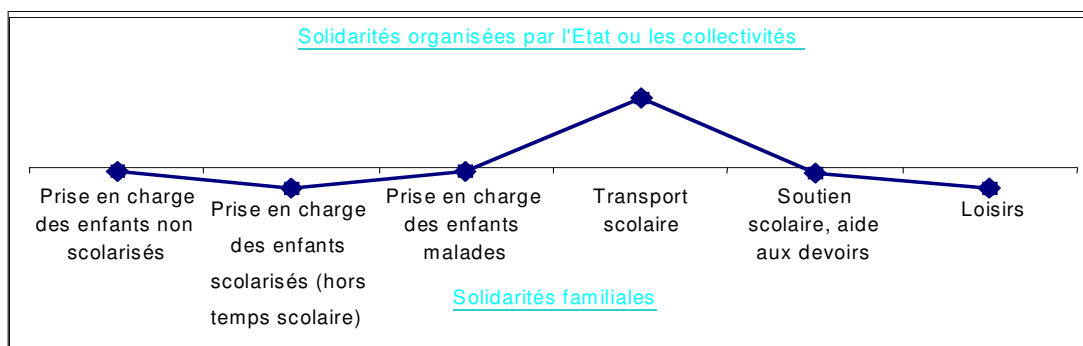 Solidarités organisées par l'Etat ou les collectivités
Prise en charge
des enfants non
scolarisés
Prise en charge
des enfants
scolarisés (hors
temps scolaire)
Prise en charge
des enfants
malades
Transport
scolaire
Soutien
scolaire, aide
aux devoirs
Loisirs
Solidarités familiales